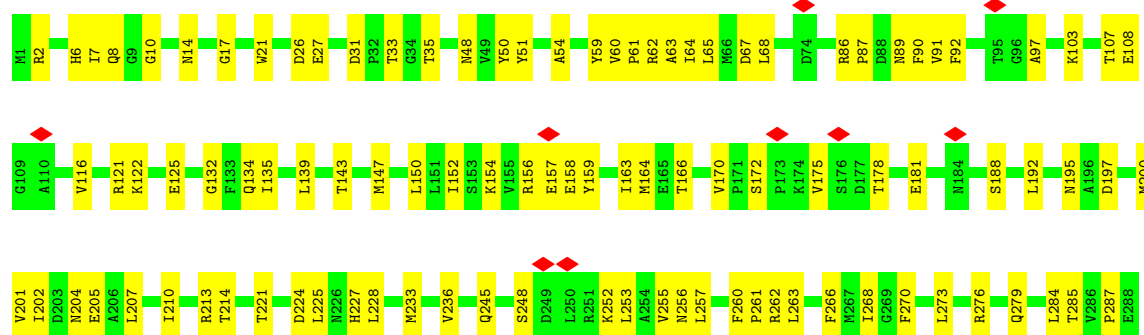 M1 R2 H6 I7 Q8 G9 G10 N14 G17 W21 D26 E27 D31 P32 T33 G34 T35 N48 V49 Y50 Y51 A54 Y59 V60 P61 R62 A63 I64 L65 M66 D67 L68 D74 R86 P87 D88 N89 F90 V91 F92 T95 G96 A97 K103 T107 E108
G109 A110 V116 R121 K122 E125 G132 F133 Q134 I135 L139 T143 M147 L150 L151 I152 S153 K154 V155 R156 E157 E158 Y159 I163 M164 E165 T166 V170 P171 S172 P173 K174 V175 S176 D177 T178 E181 N184 S188 L192 N195 A196 D197
V201 I202 D203 N204 E205 A206 L207 I210 R213 T214 T221 D224 L225 N226 H227 L228 M233 V236 Q245 S248 D249 L250 R251 K252 L253 A254 V255 N256 L257 F260 P261 R262 L263 F266 M267 I268 G269 F270 L273 R276 Q279 L284 T285 V286 P287 E288